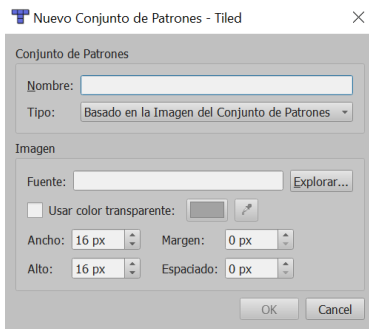 Nuevo Conjunto de Patrones - Tiled
Conjunto de Patrones
Nombre:
Tipo: Basado en la Imagen del Conjunto de Patrones
Imagen
Fuente: Explorar...
Usar color transparente:
Ancho: 16 px Margen: 0 px
Alto: 16 px Espaciado: 0 px
OK Cancel